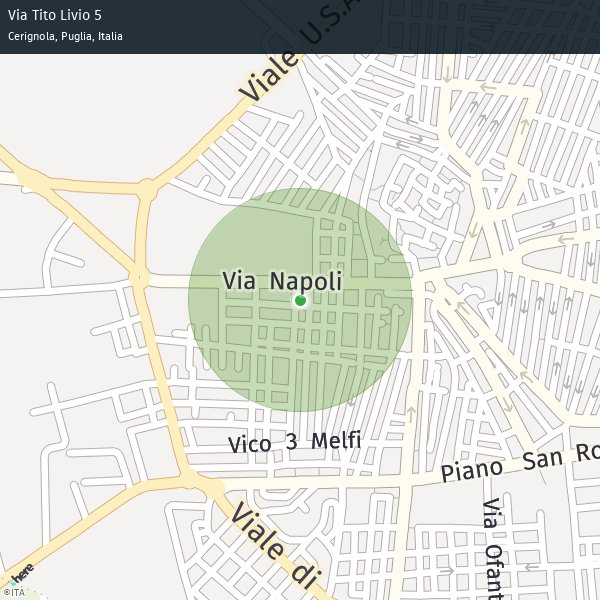 Via Tito Livio 5
Cerignola, Puglia, Italia
Viale U.S.A.
Via Napoli
Vico 3 Melfi
Piano San Ro
Viale di
Via Ofant
here
©ITA